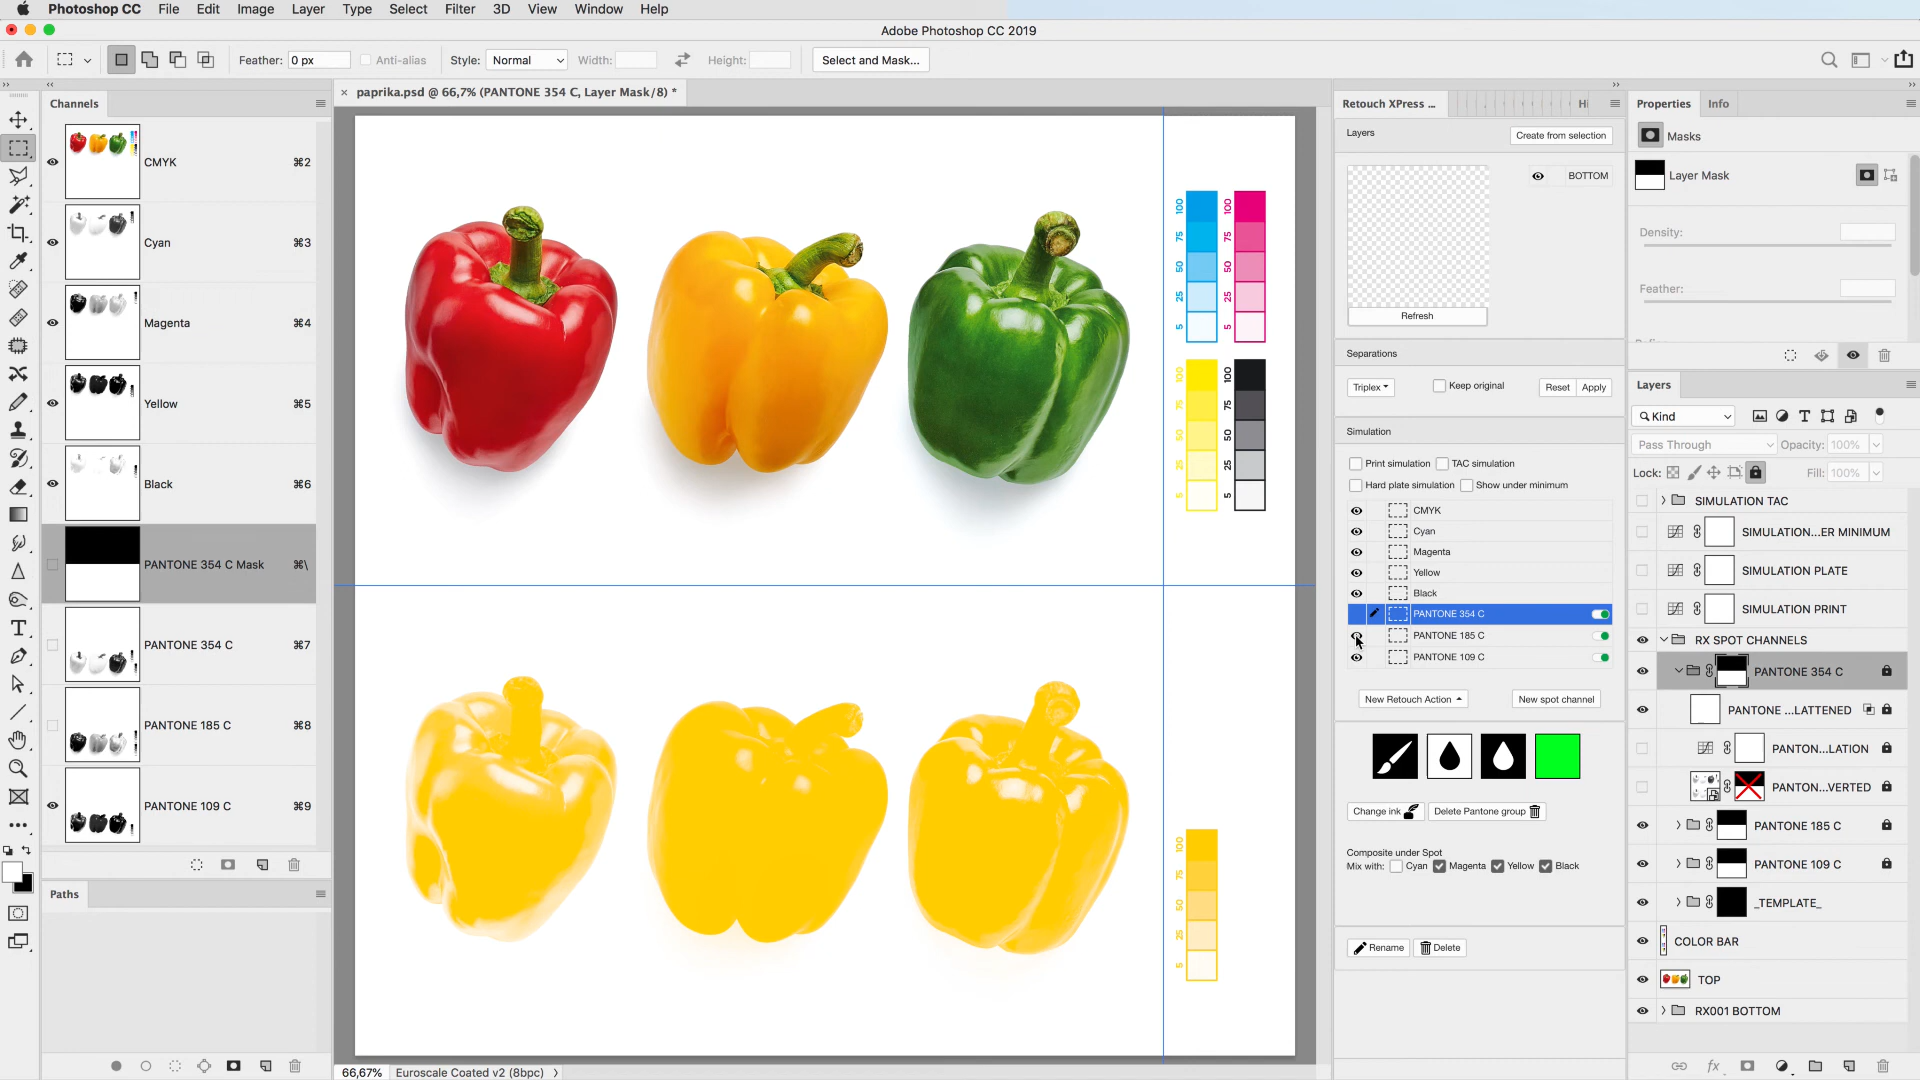 Photoshop CC File Edit Image Layer Type Select Filter 3D View Window Help
Adobe Photoshop CC 2019
Feather: 0 px Anti-alias Style: Normal Width: Height: Select and Mask...
Channels
CMYK ⌘2
Cyan ⌘3
Magenta ⌘4
Yellow ⌘5
Black ⌘6
PANTONE 354 C Mask ⌘\
PANTONE 354 C ⌘7
PANTONE 185 C ⌘8
PANTONE 109 C ⌘9
Paths
paprika.psd @ 66,7% (PANTONE 354 C, Layer Mask/8) *
100 100
75 75
50 50
25 25
5 5
100 100
75 75
50 50
25 25
5 5
100
75
50
25
5
66,67% Euroscale Coated v2 (8bpc)
Retouch XPress ... Hi
Layers Create from selection
BOTTOM
Refresh
Separations
Triplex Keep original Reset Apply
Simulation
Print simulation TAC simulation
Hard plate simulation Show under minimum
CMYK
Cyan
Magenta
Yellow
Black
PANTONE 354 C
PANTONE 185 C
PANTONE 109 C
New Retouch Action New spot channel
Change ink Delete Pantone group
Composite under Spot
Mix with: Cyan Magenta Yellow Black
Rename Delete
Properties Info
Masks
Layer Mask
Density:
Feather:
Layers
Kind
Pass Through Opacity: 100%
Lock: Fill: 100%
SIMULATION TAC
SIMULATION...ER MINIMUM
SIMULATION PLATE
SIMULATION PRINT
RX SPOT CHANNELS
PANTONE 354 C
PANTONE ...LATTENED
PANTON...LATION
PANTON...VERTED
PANTONE 185 C
PANTONE 109 C
_TEMPLATE_
COLOR BAR
TOP
RX001 BOTTOM